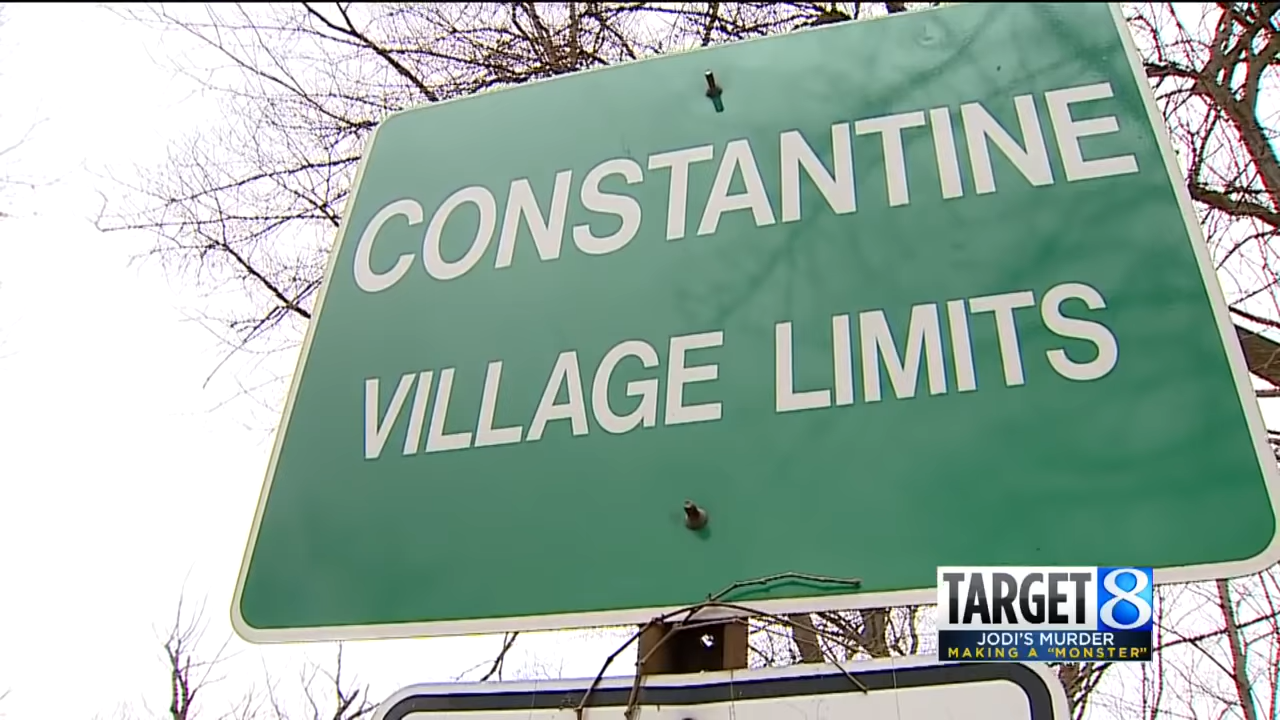 CONSTANTINE
VILLAGE LIMITS
TARGET 8
JODI'S MURDER
MAKING A "MONSTER"